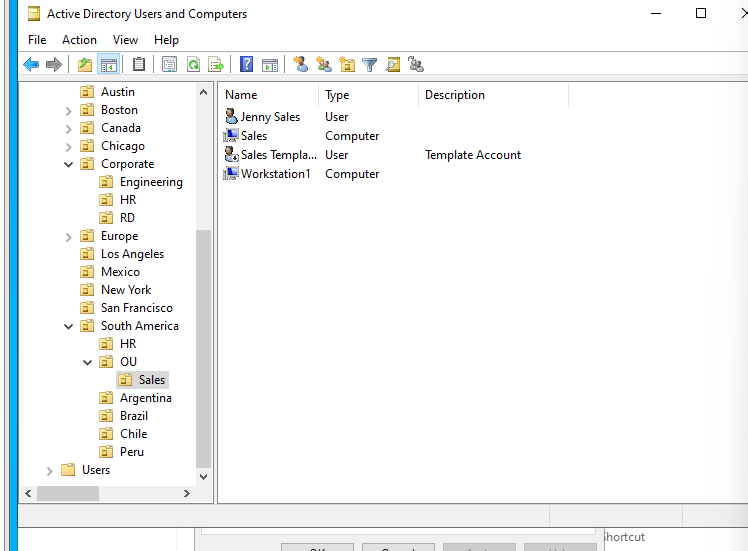 Active Directory Users and Computers
File Action View Help
Austin
Boston
Canada
Chicago
Corporate
Engineering
HR
RD
Europe
Los Angeles
Mexico
New York
San Francisco
South America
HR
OU
Sales
Argentina
Brazil
Chile
Peru
Users
Name Type Description
Jenny Sales User
Sales Computer
Sales Templa... User Template Account
Workstation1 Computer